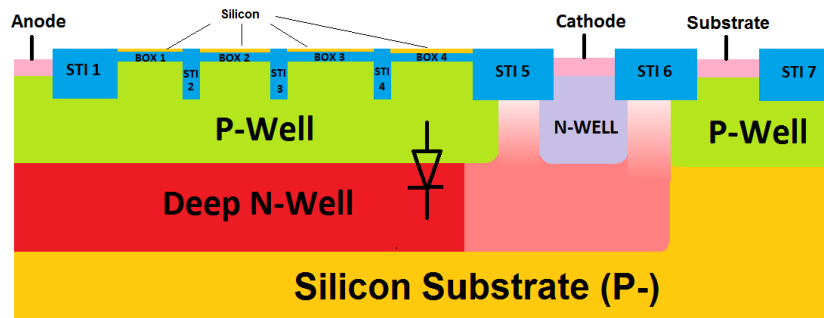 Silicon
Anode
Cathode
Substrate
STI 1
BOX 1
BOX 2
BOX 3
BOX 4
STI 5
STI 6
STI 7
STI
2
STI
3
STI
4
P-Well
N-WELL
P-Well
Deep N-Well
Silicon Substrate (P-)